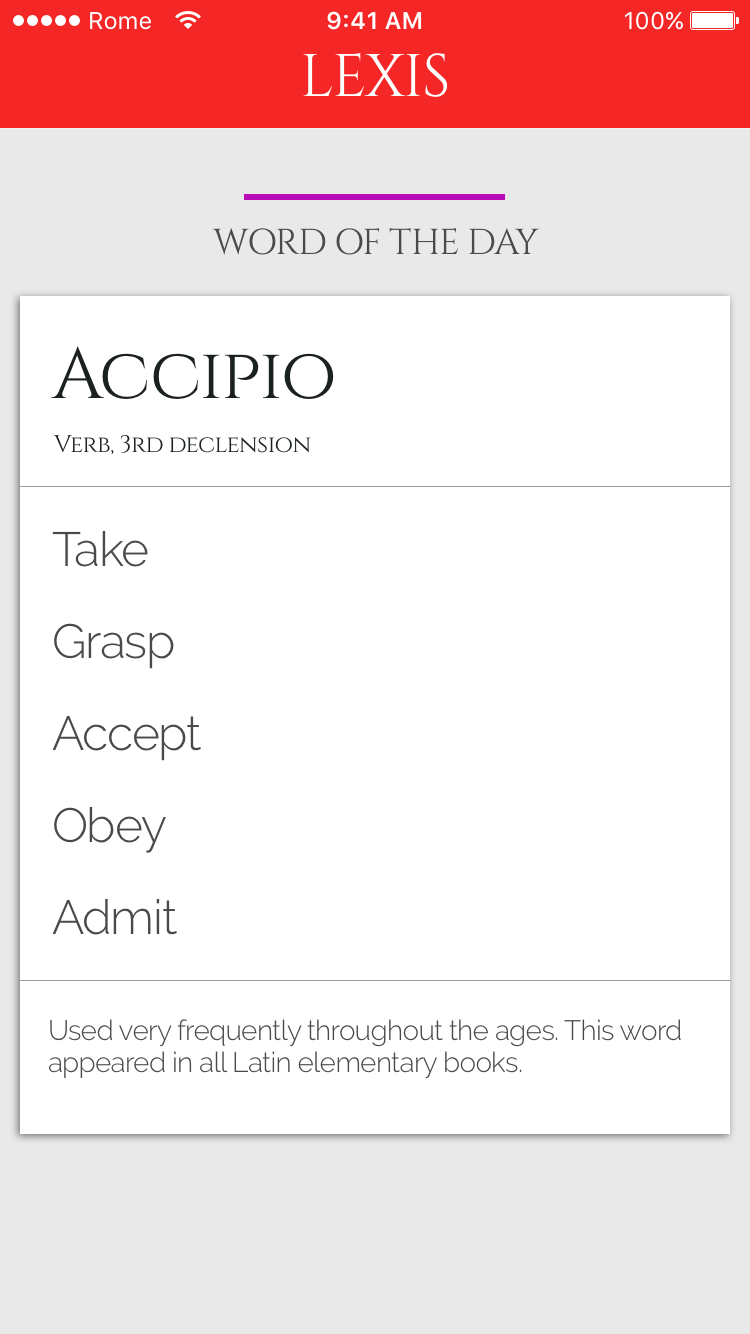 Rome 9:41 AM 100%
LEXIS
WORD OF THE DAY
Accipio
Verb, 3rd declension
Take
Grasp
Accept
Obey
Admit
Used very frequently throughout the ages. This word
appeared in all Latin elementary books.